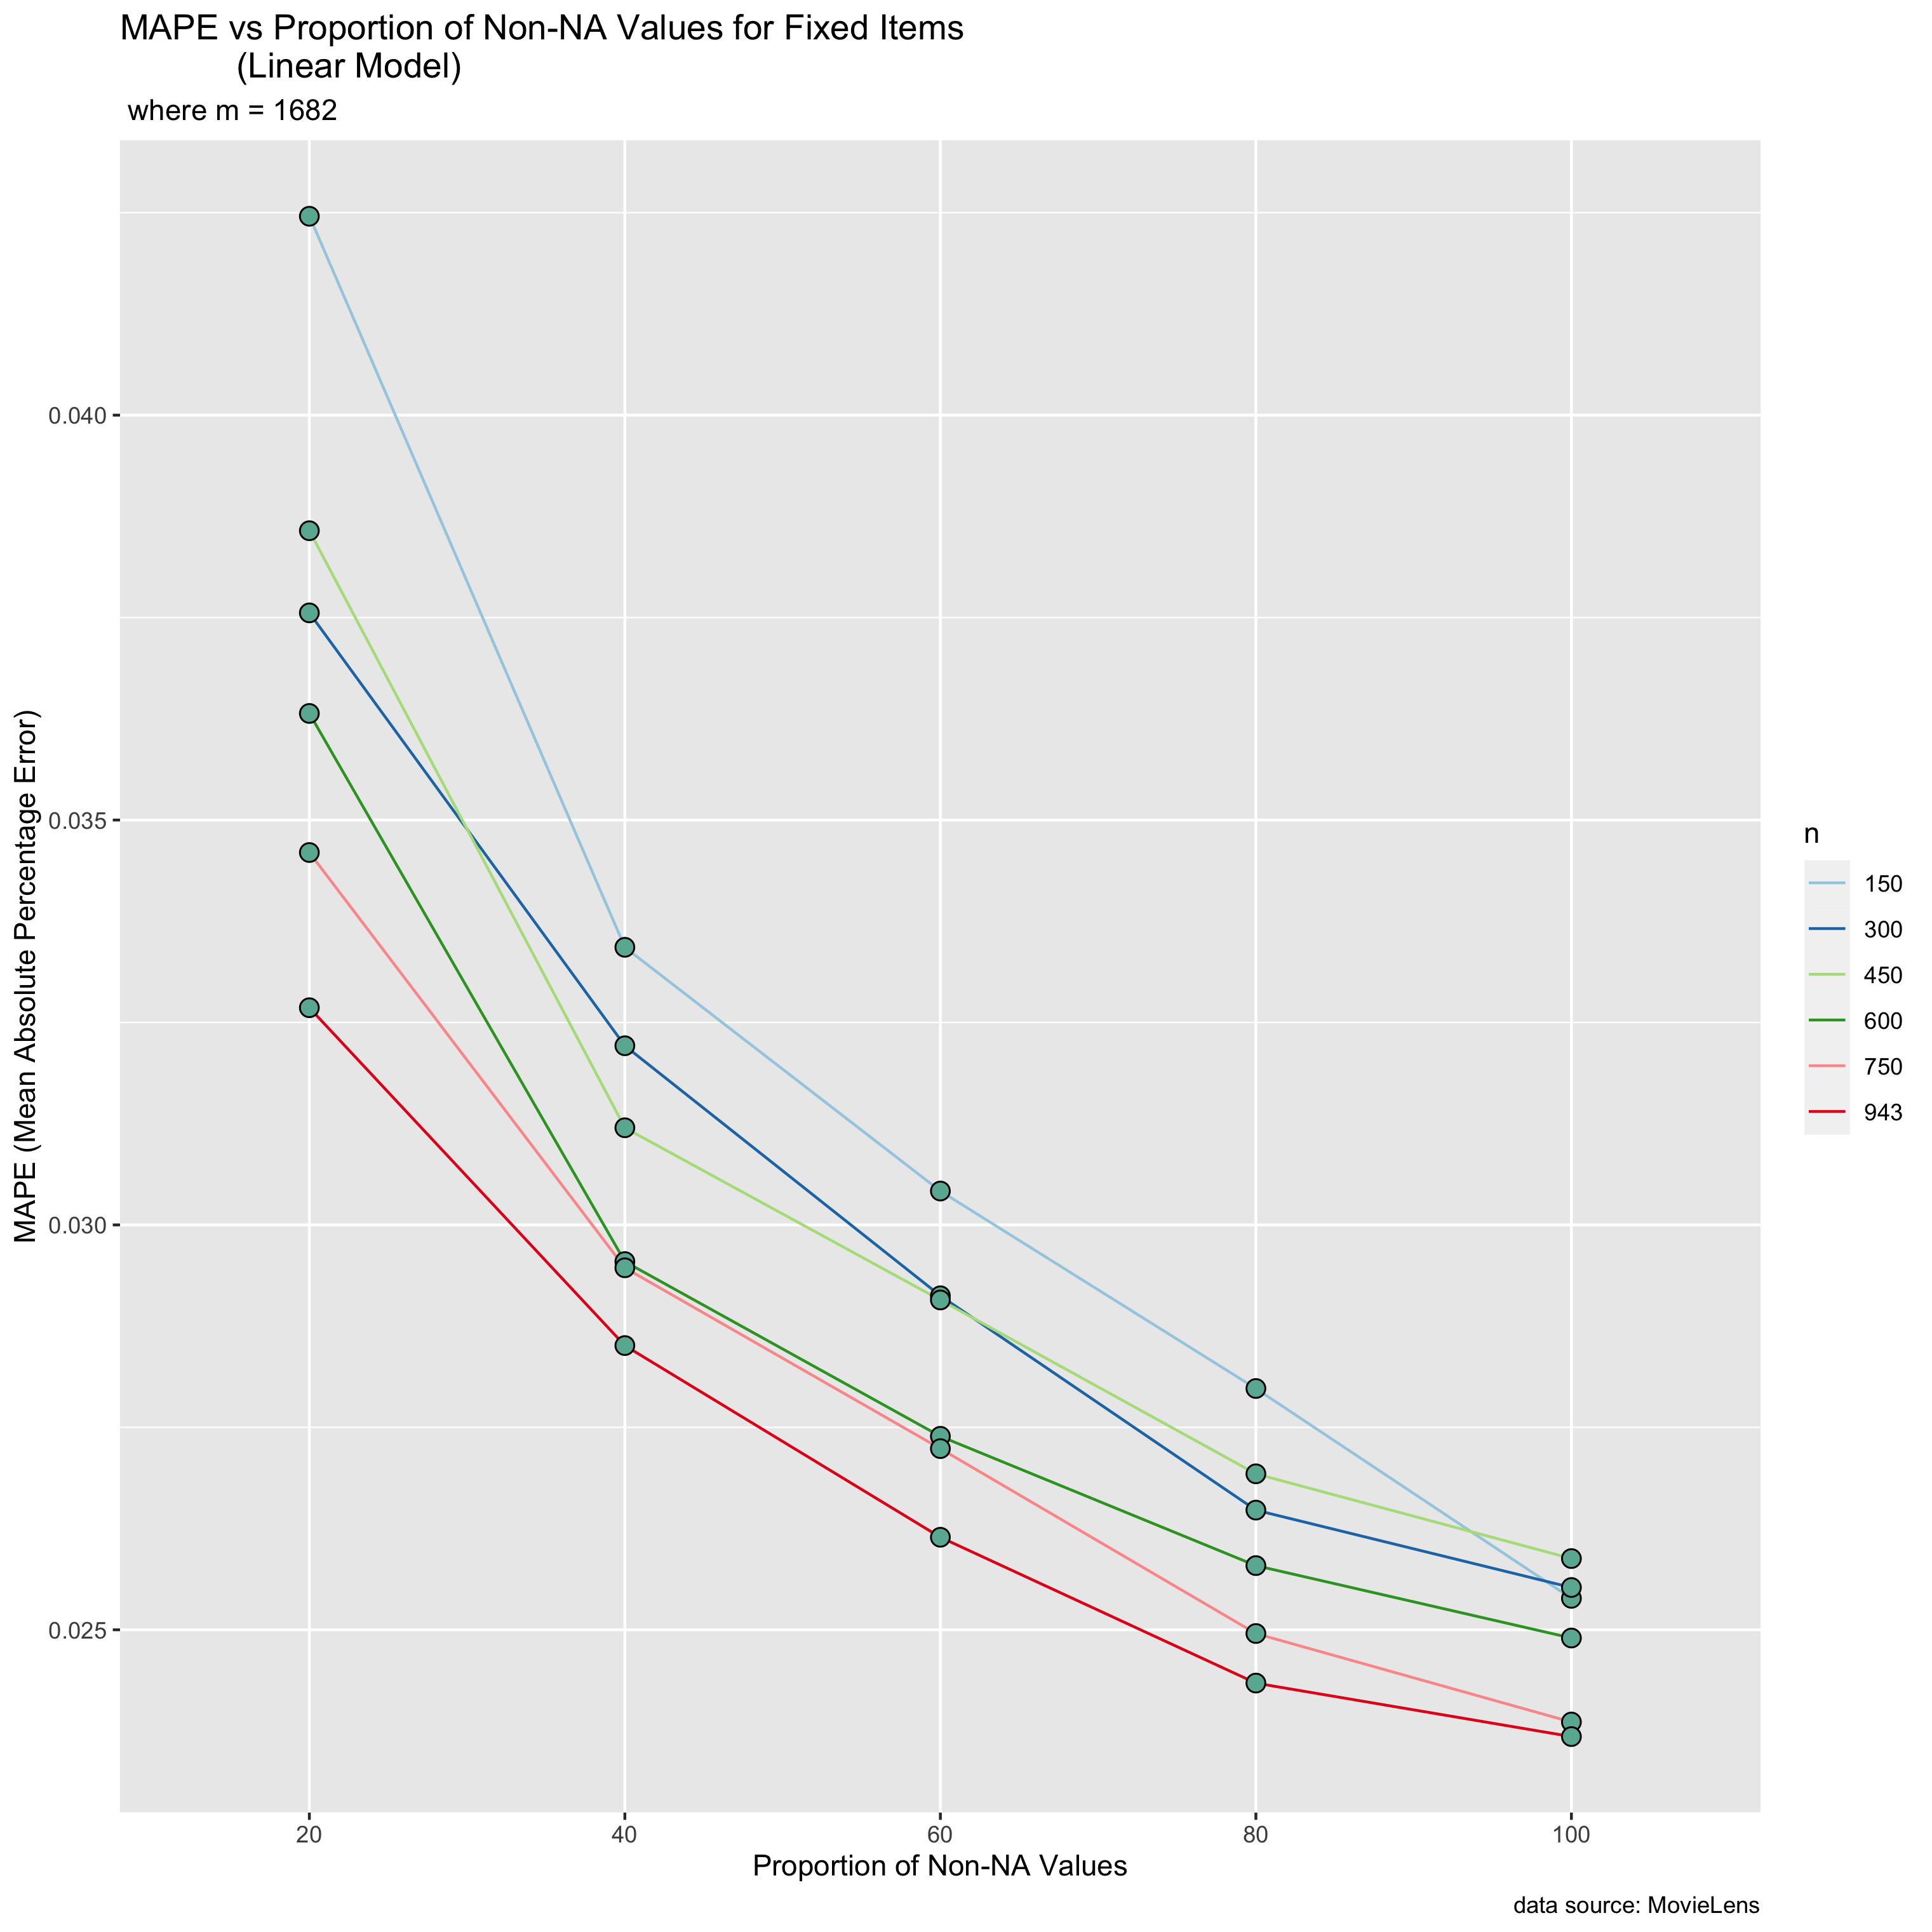 MAPE vs Proportion of Non-NA Values for Fixed Items
(Linear Model)
where m = 1682
MAPE (Mean Absolute Percentage Error)
0.040
0.035
0.030
0.025
20
40
60
80
100
Proportion of Non-NA Values
n
150
300
450
600
750
943
data source: MovieLens